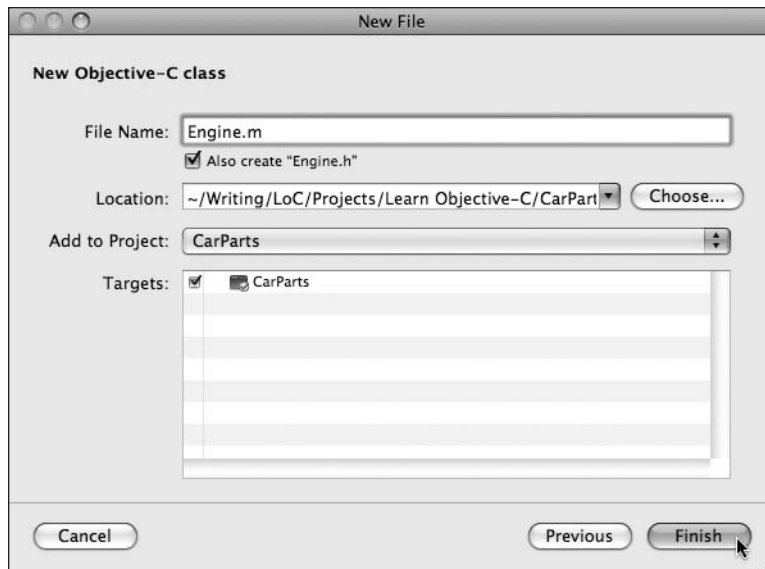 New File
New Objective-C class
File Name: Engine.m
Also create "Engine.h"
Location: ~/Writing/LoC/Projects/Learn Objective-C/CarPart Choose...
Add to Project: CarParts
Targets: CarParts
Cancel Previous Finish